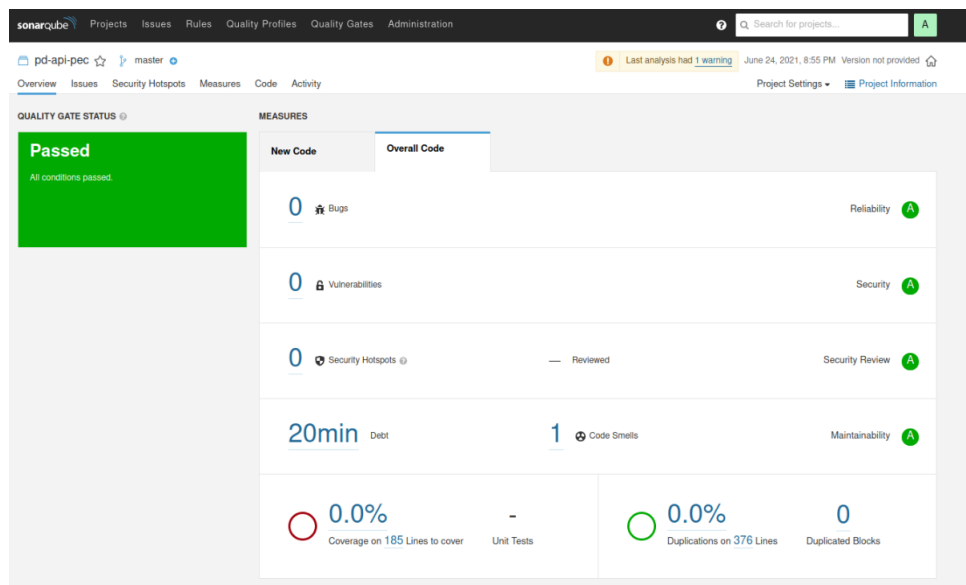 sonarqube Projects Issues Rules Quality Profiles Quality Gates Administration ? Search for projects... A
pd-api-pec master Last analysis had 1 warning June 24, 2021, 8:55 PM Version not provided
Overview Issues Security Hotspots Measures Code Activity Project Settings Project Information
QUALITY GATE STATUS ?
MEASURES
Passed
All conditions passed.
New Code Overall Code
0 Bugs Reliability A
0 Vulnerabilities Security A
0 Security Hotspots ? — Reviewed Security Review A
20min Debt 1 Code Smells Maintainability A
0.0% - 0.0% 0
Coverage on 185 Lines to cover Unit Tests Duplications on 376 Lines Duplicated Blocks